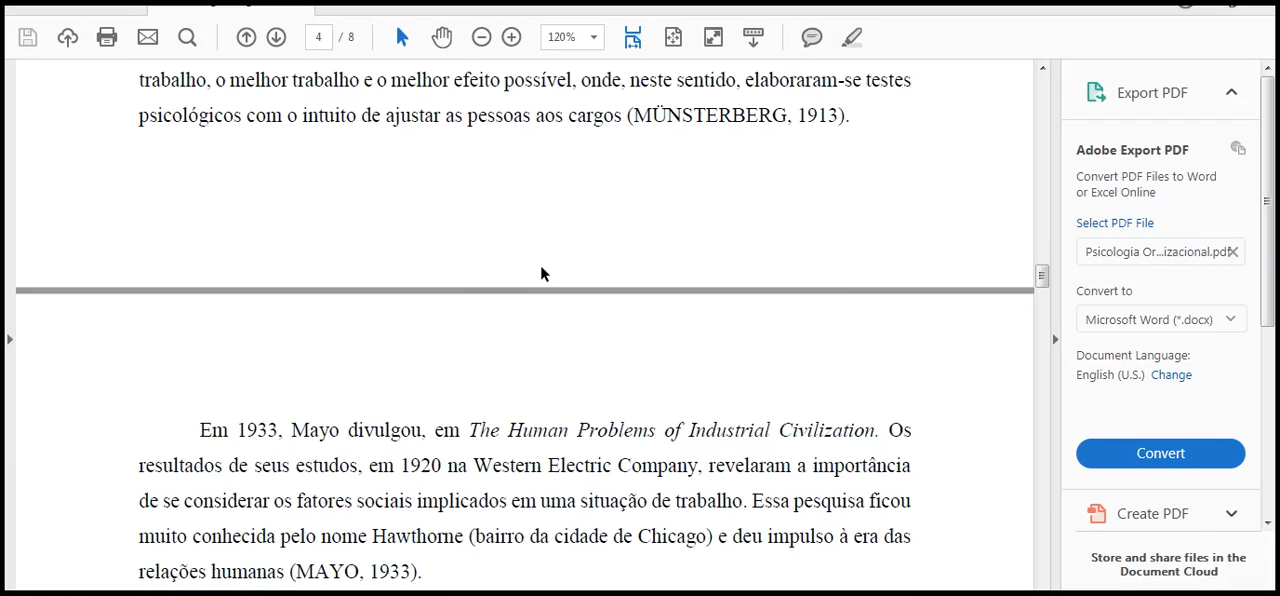 4 / 8
120%
trabalho, o melhor trabalho e o melhor efeito possível, onde, neste sentido, elaboraram-se testes
psicológicos com o intuito de ajustar as pessoas aos cargos (MÜNSTERBERG, 1913).
Em 1933, Mayo divulgou, em The Human Problems of Industrial Civilization. Os
resultados de seus estudos, em 1920 na Western Electric Company, revelaram a importância
de se considerar os fatores sociais implicados em uma situação de trabalho. Essa pesquisa ficou
muito conhecida pelo nome Hawthorne (bairro da cidade de Chicago) e deu impulso à era das
relações humanas (MAYO, 1933).
Export PDF
Adobe Export PDF
Convert PDF Files to Word
or Excel Online
Select PDF File
Psicologia Or...izacional.pdf
Convert to
Microsoft Word (*.docx)
Document Language:
English (U.S.) Change
Convert
Create PDF
Store and share files in the
Document Cloud